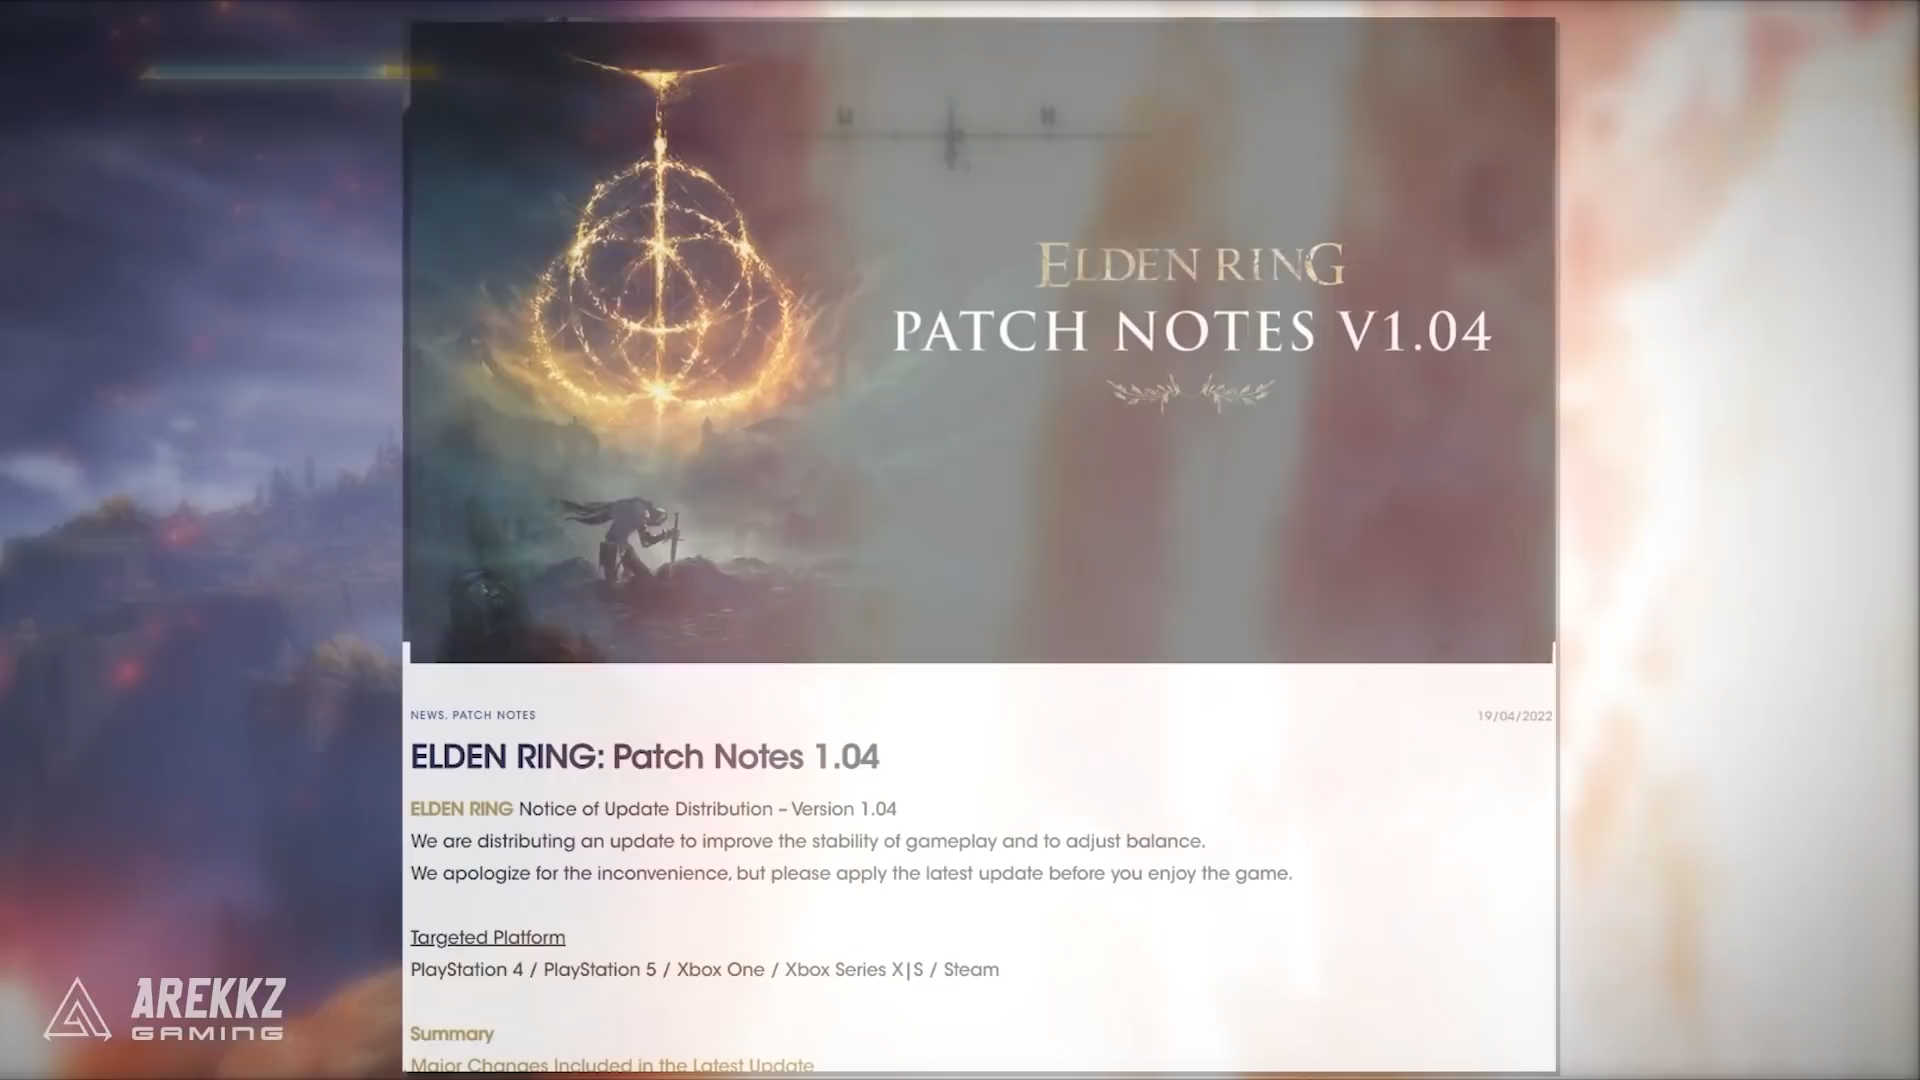 ELDEN RING
PATCH NOTES V1.04
NEWS, PATCH NOTES
19/04/2022
ELDEN RING: Patch Notes 1.04
ELDEN RING Notice of Update Distribution – Version 1.04
We are distributing an update to improve the stability of gameplay and to adjust balance.
We apologize for the inconvenience, but please apply the latest update before you enjoy the game.
Targeted Platform
PlayStation 4 / PlayStation 5 / Xbox One / Xbox Series X|S / Steam
Summary
Major Changes Included in the Latest Update
AREKKZ
GAMING